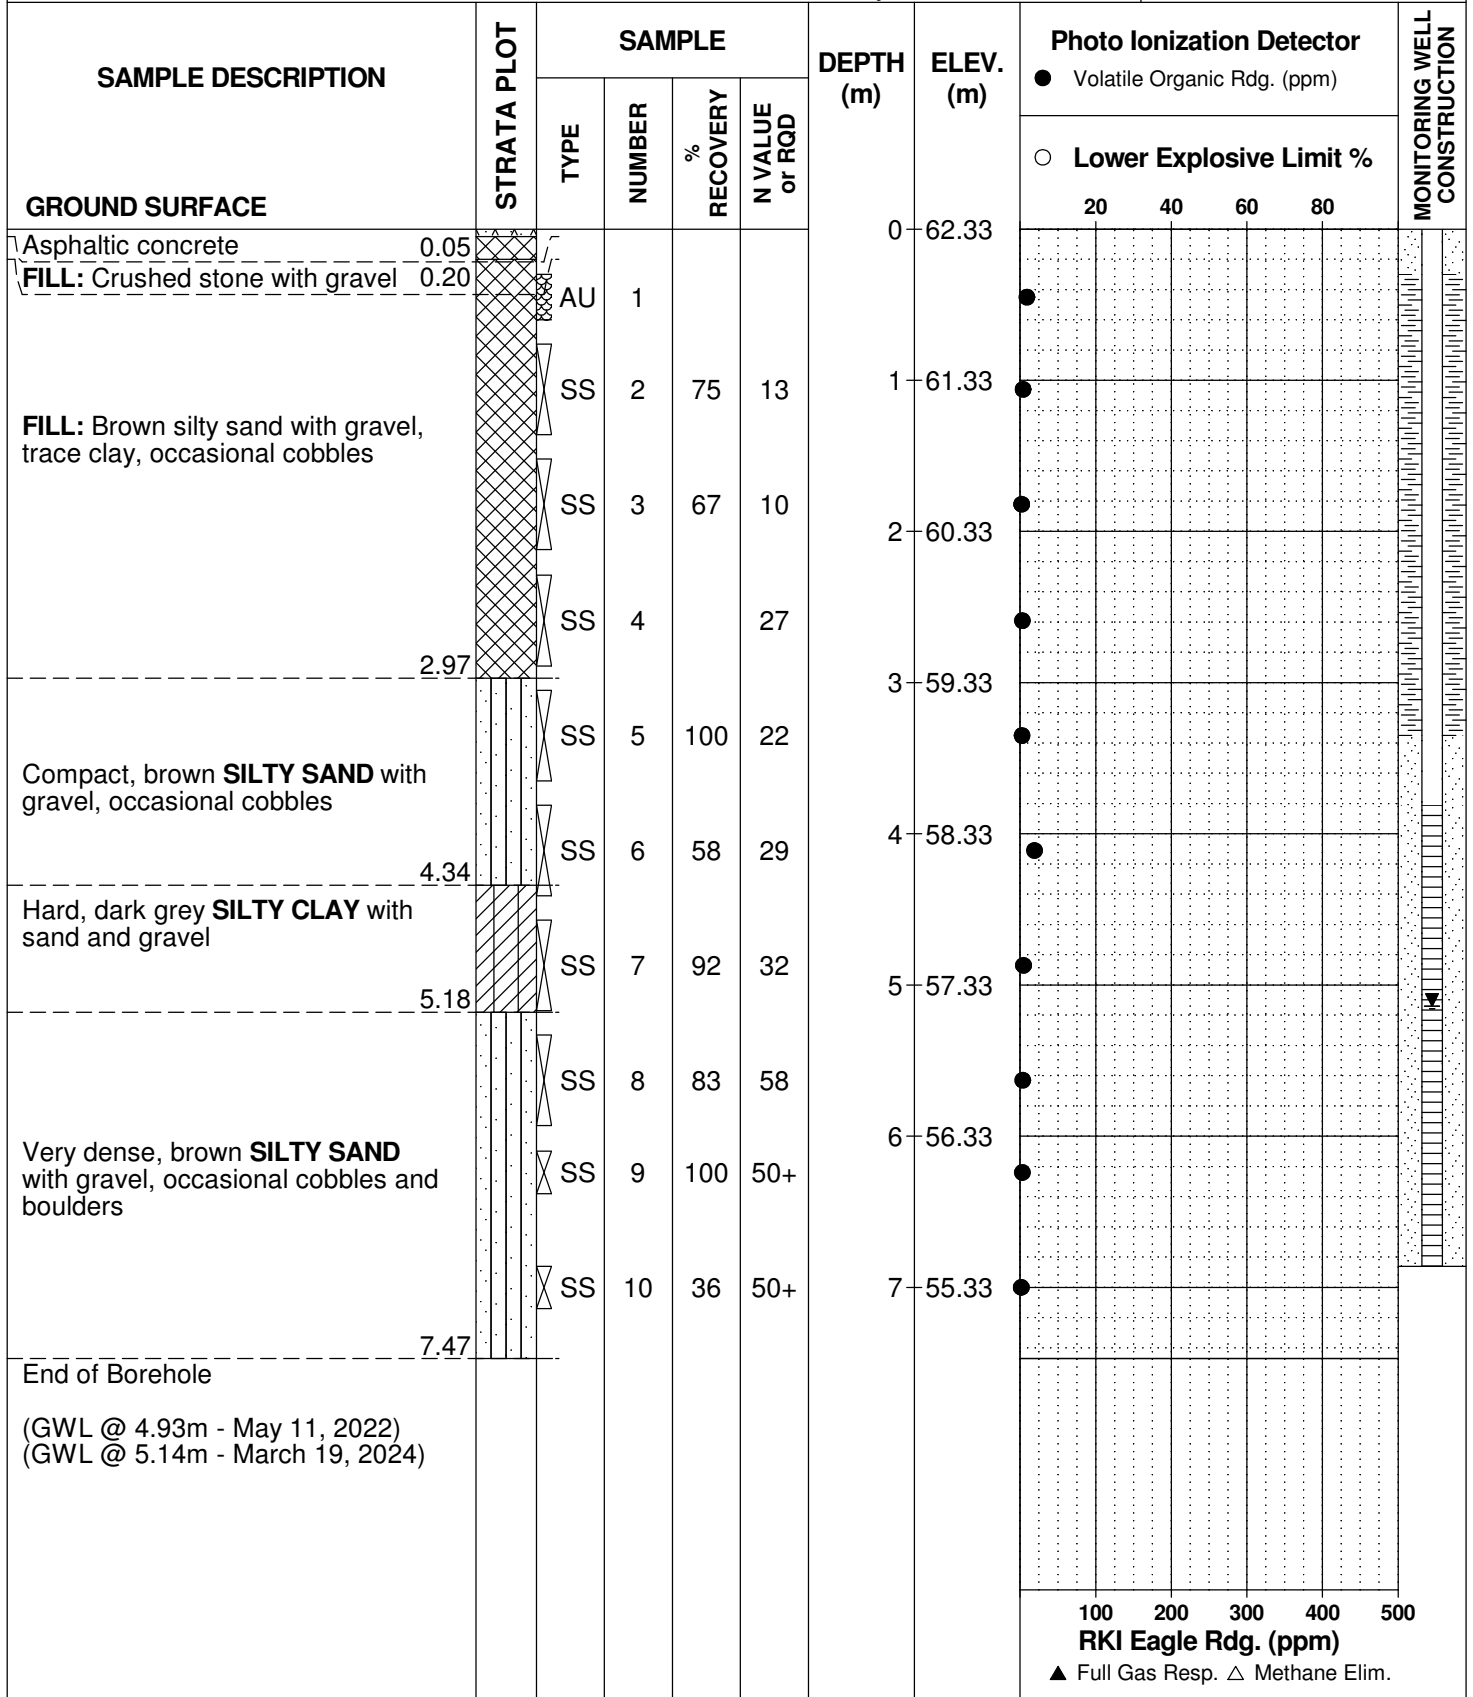 SAMPLE DESCRIPTION
GROUND SURFACE
STRATA PLOT
SAMPLE
TYPE
NUMBER
%
RECOVERY
N VALUE
or RQD
DEPTH
(m)
ELEV.
(m)
Photo Ionization Detector
● Volatile Organic Rdg. (ppm)
○ Lower Explosive Limit %
20 40 60 80
MONITORING WELL
CONSTRUCTION
0 62.33
Asphaltic concrete 0.05
FILL: Crushed stone with gravel 0.20
AU 1
SS 2 75 13
1 61.33
FILL: Brown silty sand with gravel,
trace clay, occasional cobbles
SS 3 67 10
2 60.33
SS 4 27
2.97
3 59.33
SS 5 100 22
Compact, brown SILTY SAND with
gravel, occasional cobbles
4 58.33
SS 6 58 29
4.34
Hard, dark grey SILTY CLAY with
sand and gravel
SS 7 92 32
5 57.33
5.18
SS 8 83 58
6 56.33
Very dense, brown SILTY SAND
with gravel, occasional cobbles and
boulders
SS 9 100 50+
SS 10 36 50+
7 55.33
7.47
End of Borehole
(GWL @ 4.93m - May 11, 2022)
(GWL @ 5.14m - March 19, 2024)
100 200 300 400 500
RKI Eagle Rdg. (ppm)
▲ Full Gas Resp. △ Methane Elim.